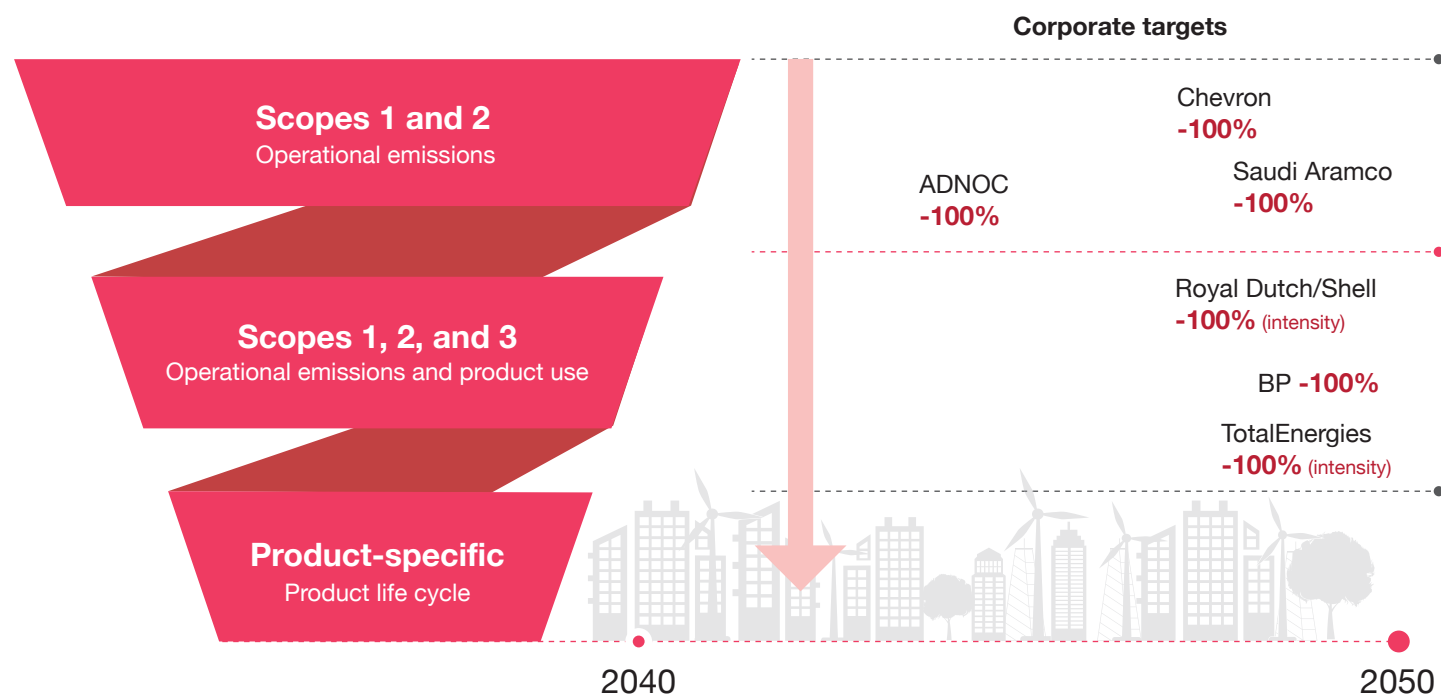 Corporate targets
Scopes 1 and 2
Operational emissions
Chevron
-100%
ADNOC
-100%
Saudi Aramco
-100%
Scopes 1, 2, and 3
Operational emissions and product use
Royal Dutch/Shell
-100% (intensity)
BP -100%
TotalEnergies
-100% (intensity)
Product-specific
Product life cycle
2040
2050